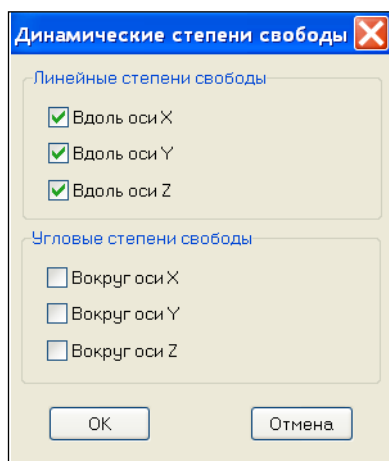 Динамические степени свободы
Линейные степени свободы
Вдоль оси X
Вдоль оси Y
Вдоль оси Z
Угловые степени свободы
Вокруг оси X
Вокруг оси Y
Вокруг оси Z
ОК Отмена